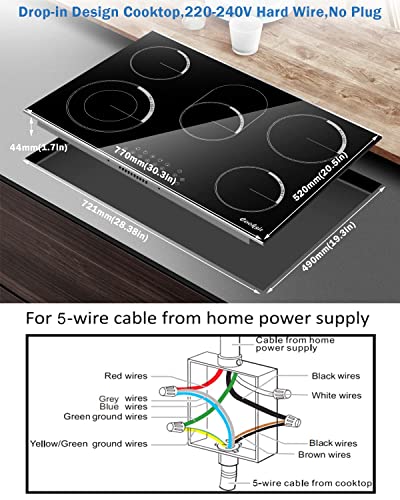 Drop-in Design Cooktop,220-240V Hard Wire,No Plug
44mm(1.7in)
770mm(30.3in)
520mm(20.5in)
Cooksir
721mm(28.38in)
490mm(19.3in)
For 5-wire cable from home power supply
Cable from home
power supply
Red wires
Black wires
Grey wires
White wires
Blue wires
Green ground wires
Yellow/Green ground wires
Black wires
Brown wires
5-wire cable from cooktop